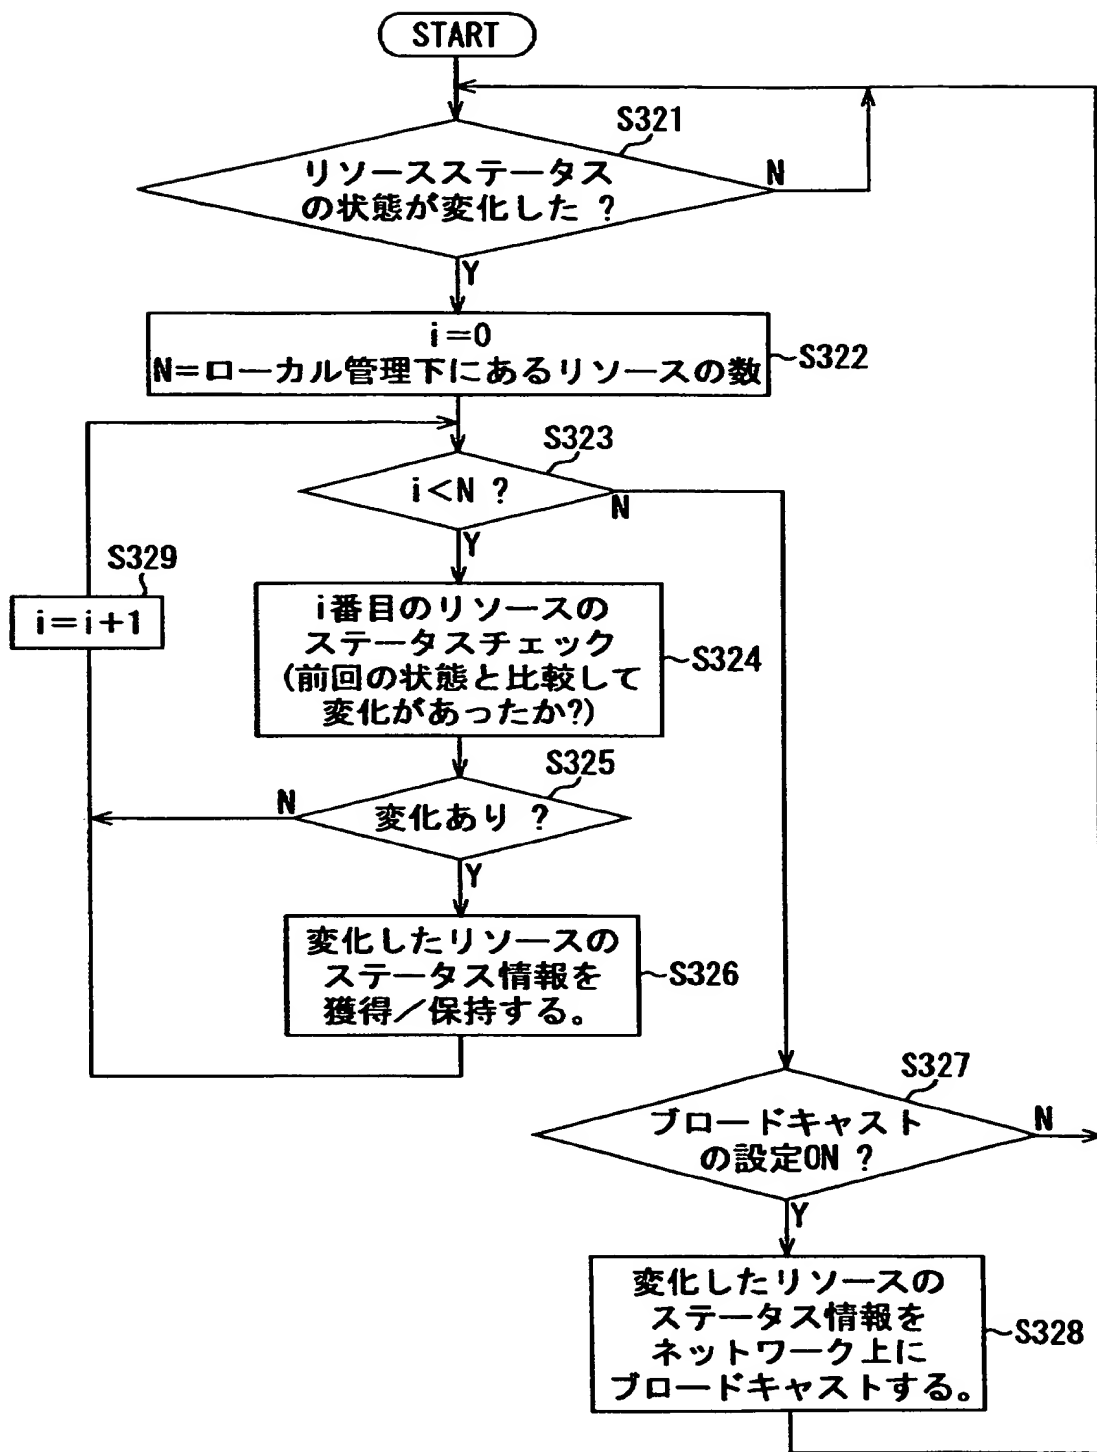 START
S321
リソースステータス
の状態が変化した ?
N
Y
i=0
N=ローカル管理下にあるリソースの数
S322
S323
i<N ?
N
Y
S329
i=i+1
i番目のリソースの
ステータスチェック
(前回の状態と比較して
変化があったか?)
S324
S325
N
変化あり ?
Y
変化したリソースの
ステータス情報を
獲得/保持する。
S326
S327
ブロードキャスト
の設定ON ?
N
Y
変化したリソースの
ステータス情報を
ネットワーク上に
ブロードキャストする。
S328